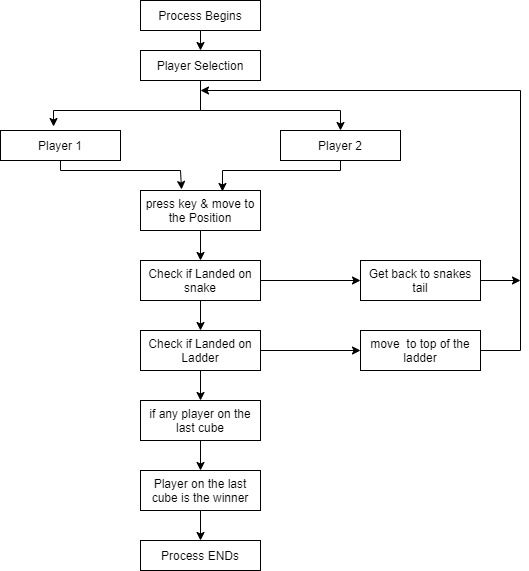 Process Begins
Player Selection
Player 1
Player 2
press key & move to
the Position
Check if Landed on
snake
Get back to snakes
tail
Check if Landed on
Ladder
move to top of the
ladder
if any player on the
last cube
Player on the last
cube is the winner
Process ENDs